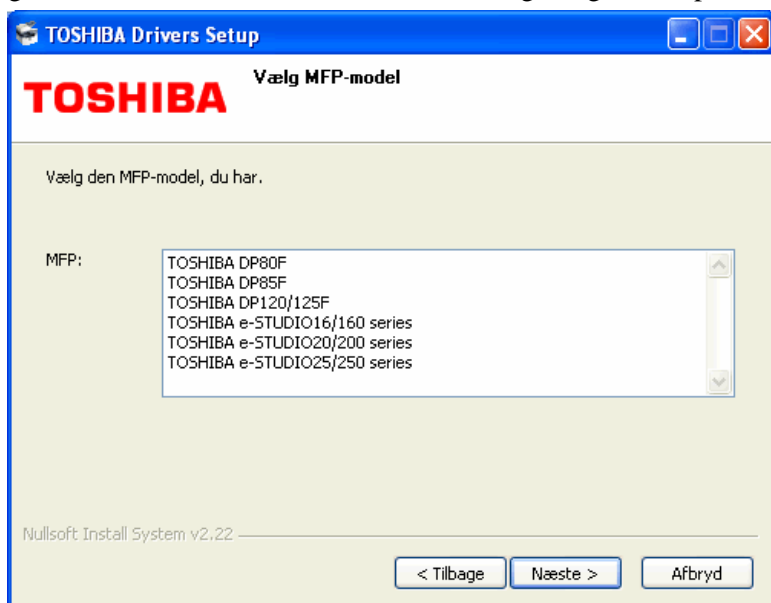 TOSHIBA Drivers Setup
TOSHIBA
Vælg MFP-model
Vælg den MFP-model, du har.
MFP:
TOSHIBA DP80F
TOSHIBA DP85F
TOSHIBA DP120/125F
TOSHIBA e-STUDIO16/160 series
TOSHIBA e-STUDIO20/200 series
TOSHIBA e-STUDIO25/250 series
Nullsoft Install System v2.22
< Tilbage
Næste >
Afbryd